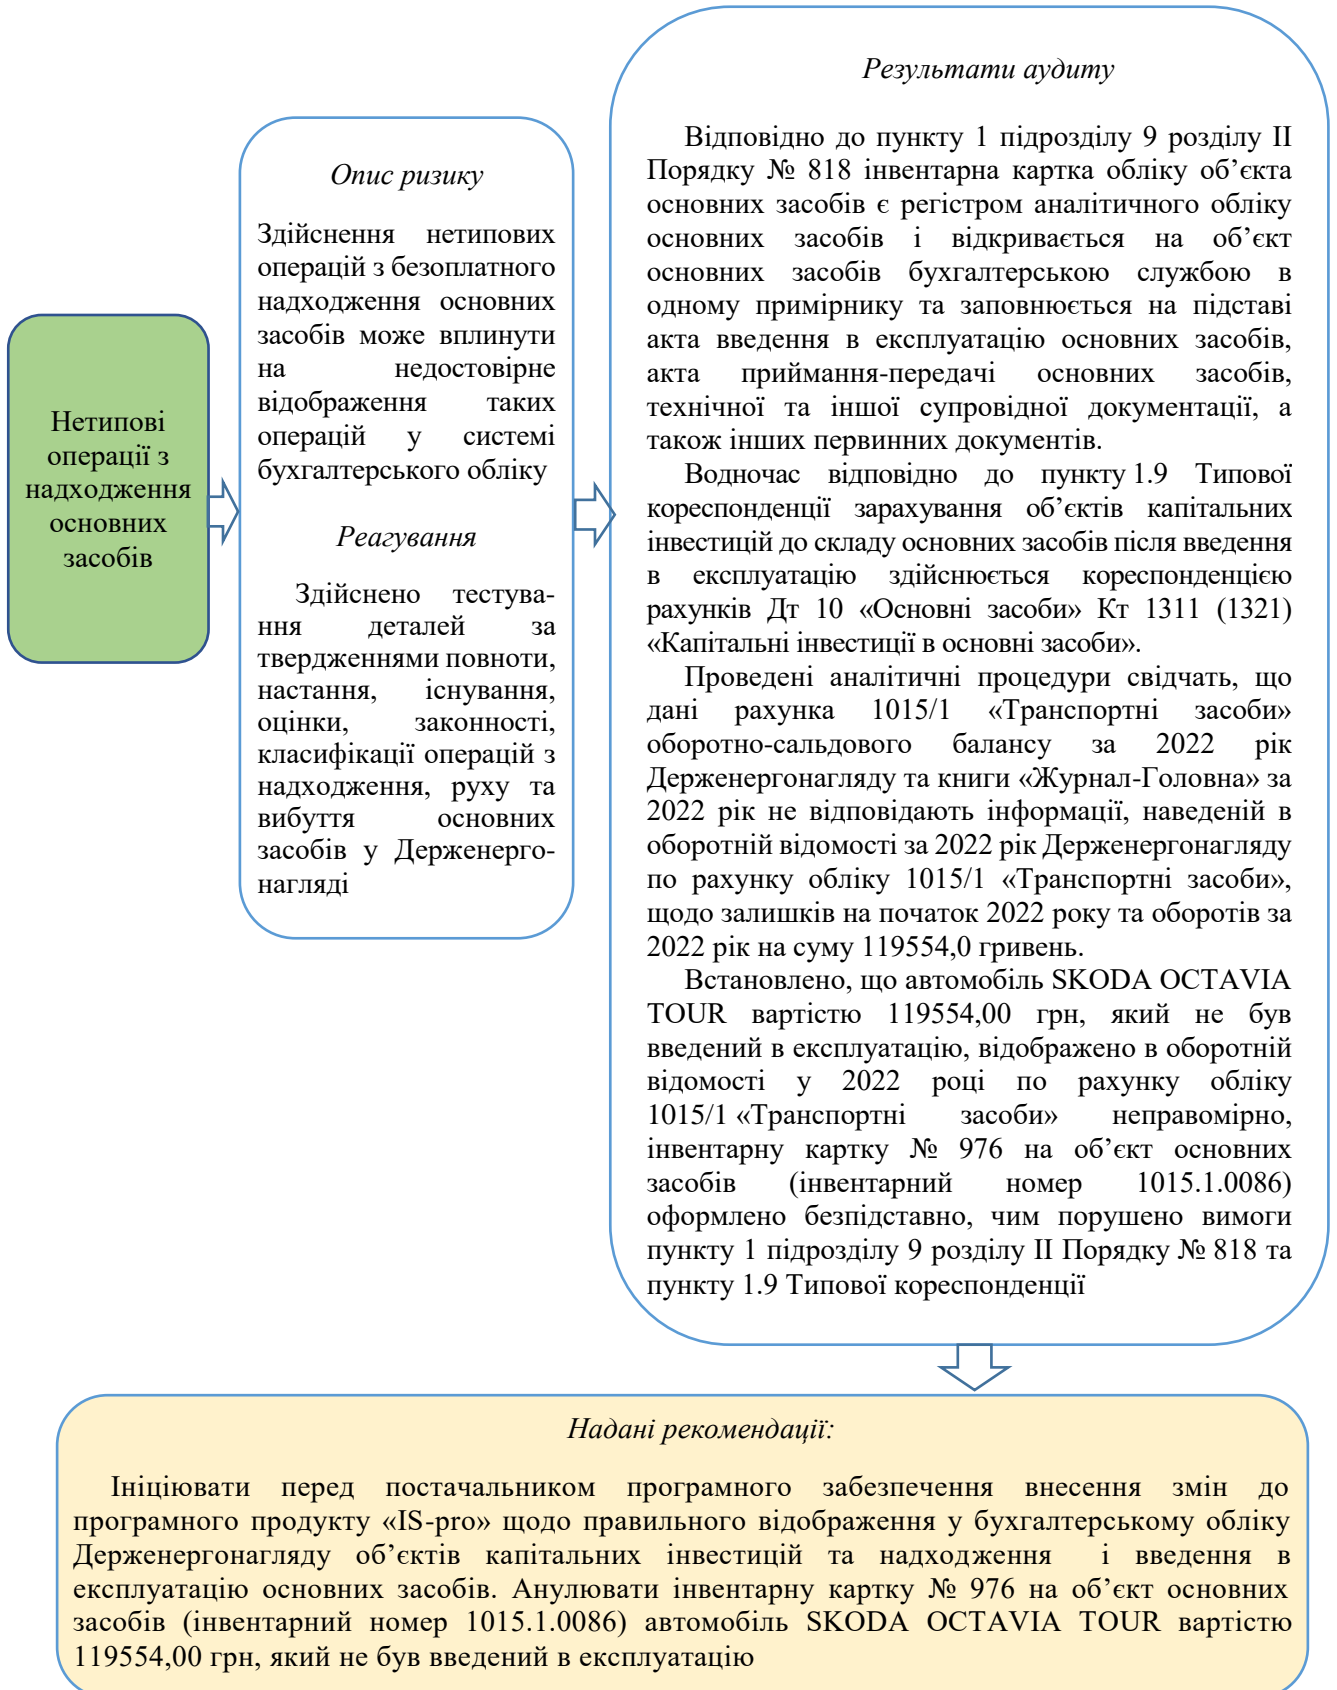 Нетипові
операції з
надходження
основних
засобів
Опис ризику
Здійснення нетипових
операцій з безоплатного
надходження основних
засобів може вплинути
на недостовірне
відображення таких
операцій у системі
бухгалтерського обліку
Реагування
Здійснено тестува-
ння деталей за
твердженнями повноти,
настання, існування,
оцінки, законності,
класифікації операцій з
надходження, руху та
вибуття основних
засобів у Держенерго-
нагляді
Результати аудиту
Відповідно до пункту 1 підрозділу 9 розділу ІІ
Порядку № 818 інвентарна картка обліку об’єкта
основних засобів є регістром аналітичного обліку
основних засобів і відкривається на об’єкт
основних засобів бухгалтерською службою в
одному примірнику та заповнюється на підставі
акта введення в експлуатацію основних засобів,
акта приймання-передачі основних засобів,
технічної та іншої супровідної документації, а
також інших первинних документів.
Водночас відповідно до пункту 1.9 Типової
кореспонденції зарахування об’єктів капітальних
інвестицій до складу основних засобів після введення
в експлуатацію здійснюється кореспонденцією
рахунків Дт 10 «Основні засоби» Кт 1311 (1321)
«Капітальні інвестиції в основні засоби».
Проведені аналітичні процедури свідчать, що
дані рахунка 1015/1 «Транспортні засоби»
оборотно-сальдового балансу за 2022 рік
Держенергонагляду та книги «Журнал-Головна» за
2022 рік не відповідають інформації, наведеній в
оборотній відомості за 2022 рік Держенергонагляду
по рахунку обліку 1015/1 «Транспортні засоби»,
щодо залишків на початок 2022 року та оборотів за
2022 рік на суму 119554,0 гривень.
Встановлено, що автомобіль SKODA OCTAVIA
TOUR вартістю 119554,00 грн, який не був
введений в експлуатацію, відображено в оборотній
відомості у 2022 році по рахунку обліку
1015/1 «Транспортні засоби» неправомірно,
інвентарну картку № 976 на об’єкт основних
засобів (інвентарний номер 1015.1.0086)
оформлено безпідставно, чим порушено вимоги
пункту 1 підрозділу 9 розділу ІІ Порядку № 818 та
пункту 1.9 Типової кореспонденції
Надані рекомендації:
Ініціювати перед постачальником програмного забезпечення внесення змін до
програмного продукту «IS-pro» щодо правильного відображення у бухгалтерському обліку
Держенергонагляду об’єктів капітальних інвестицій та надходження і введення в
експлуатацію основних засобів. Анулювати інвентарну картку № 976 на об’єкт основних
засобів (інвентарний номер 1015.1.0086) автомобіль SKODA OCTAVIA TOUR вартістю
119554,00 грн, який не був введений в експлуатацію